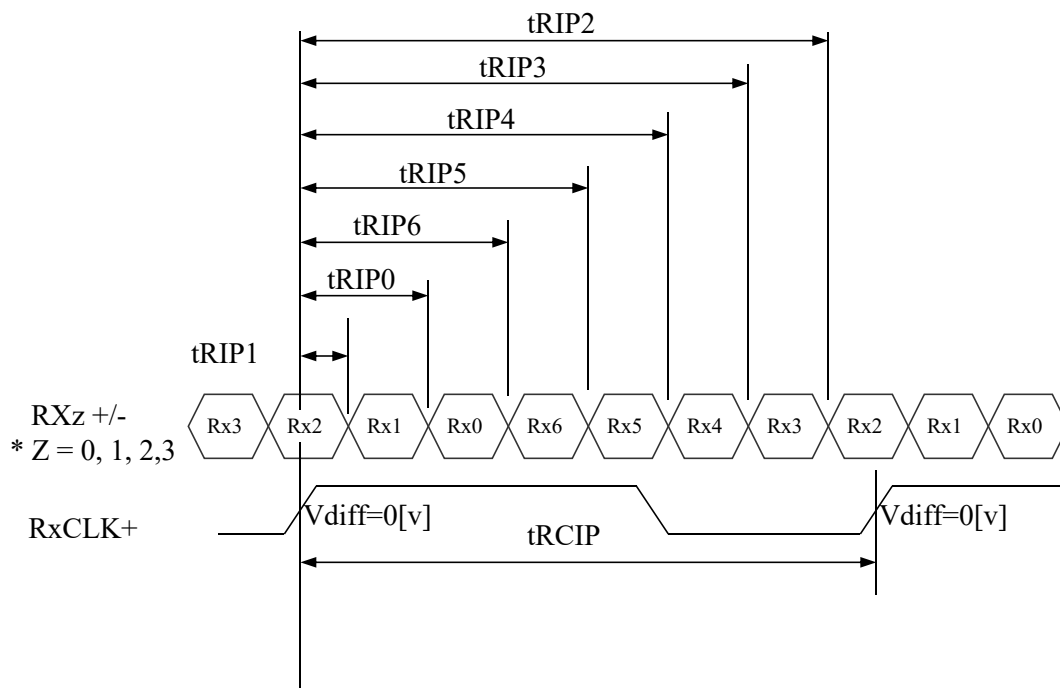 tRIP2
tRIP3
tRIP4
tRIP5
tRIP6
tRIP0
tRIP1
RXz +/-
* Z = 0, 1, 2,3
Rx3 Rx2 Rx1 Rx0 Rx6 Rx5 Rx4 Rx3 Rx2 Rx1 Rx0
RxCLK+
Vdiff=0[v] Vdiff=0[v]
tRCIP